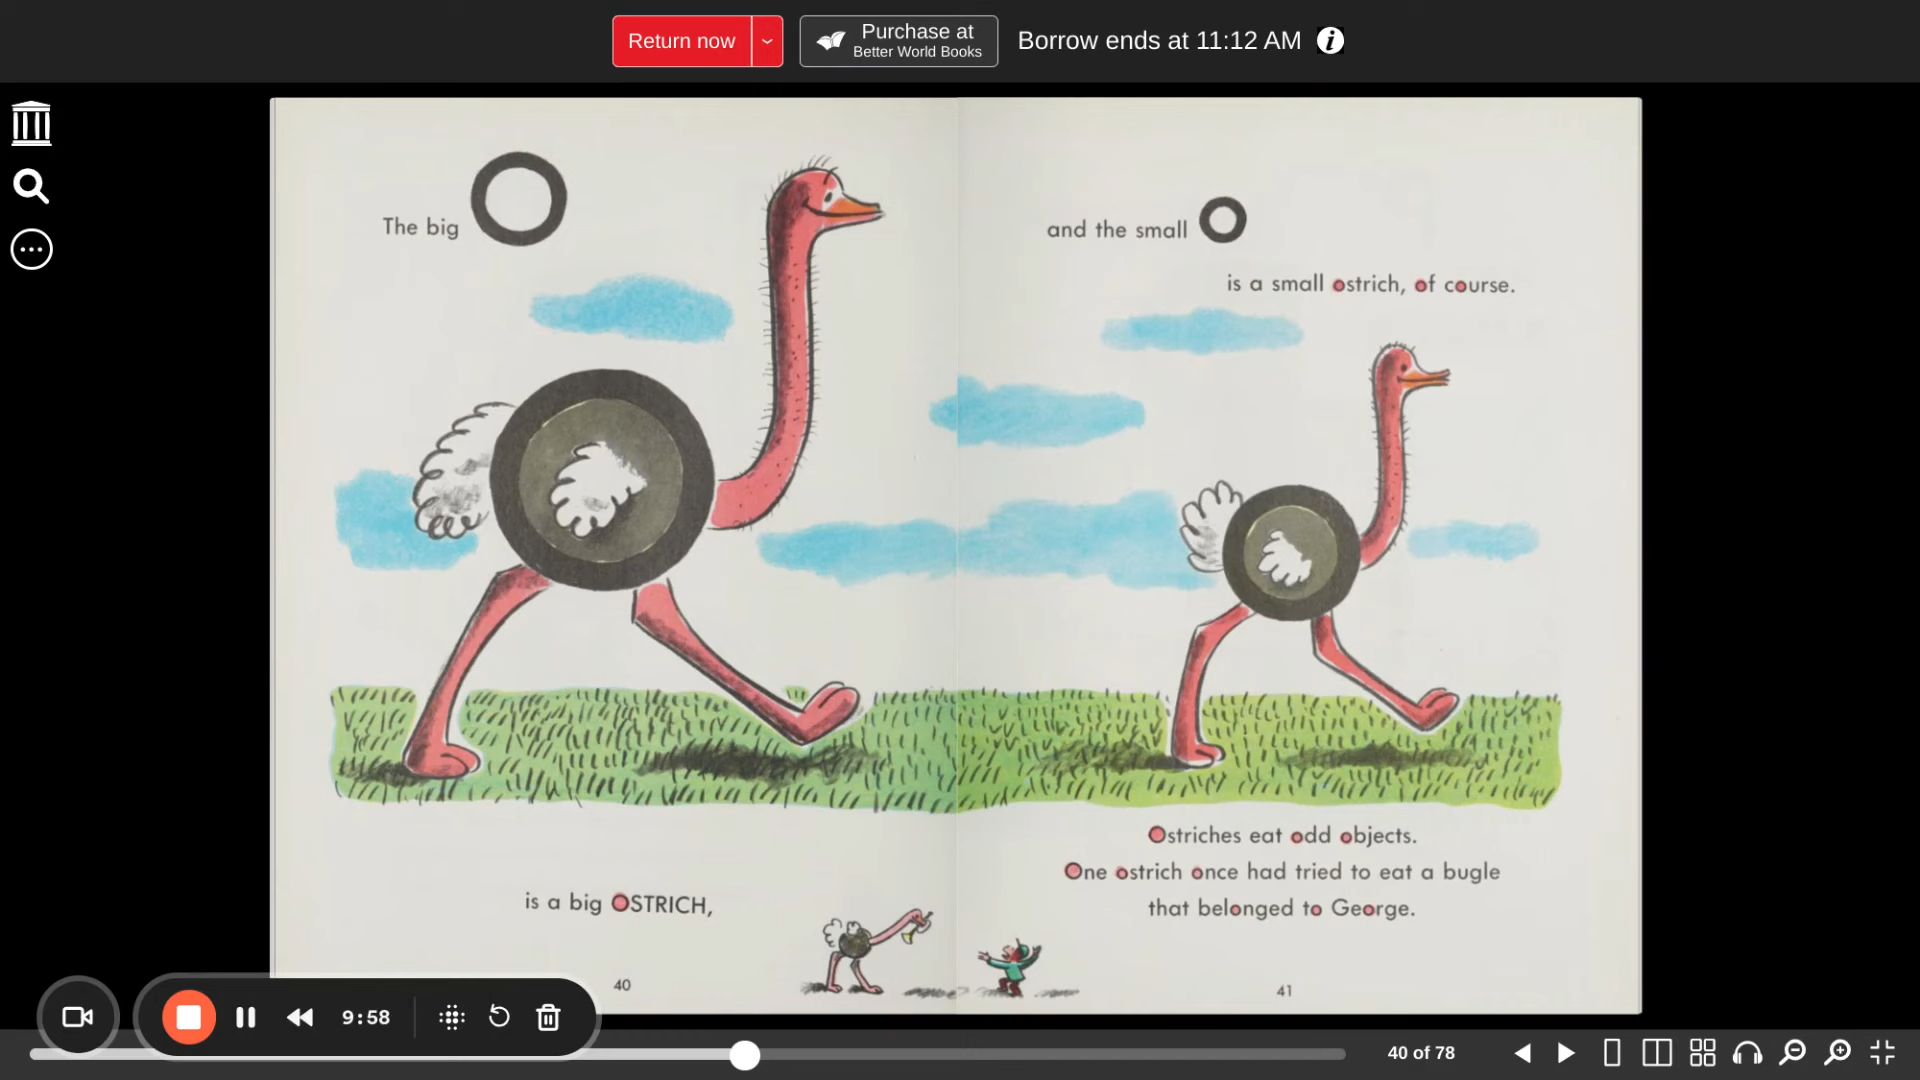 Return now
Purchase at
Better World Books
Borrow ends at 11:12 AM
The big O
is a big OSTRICH,
40
and the small o
is a small ostrich, of course.
Ostriches eat odd objects.
One ostrich once had tried to eat a bugle
that belonged to George.
41
9:58
40 of 78